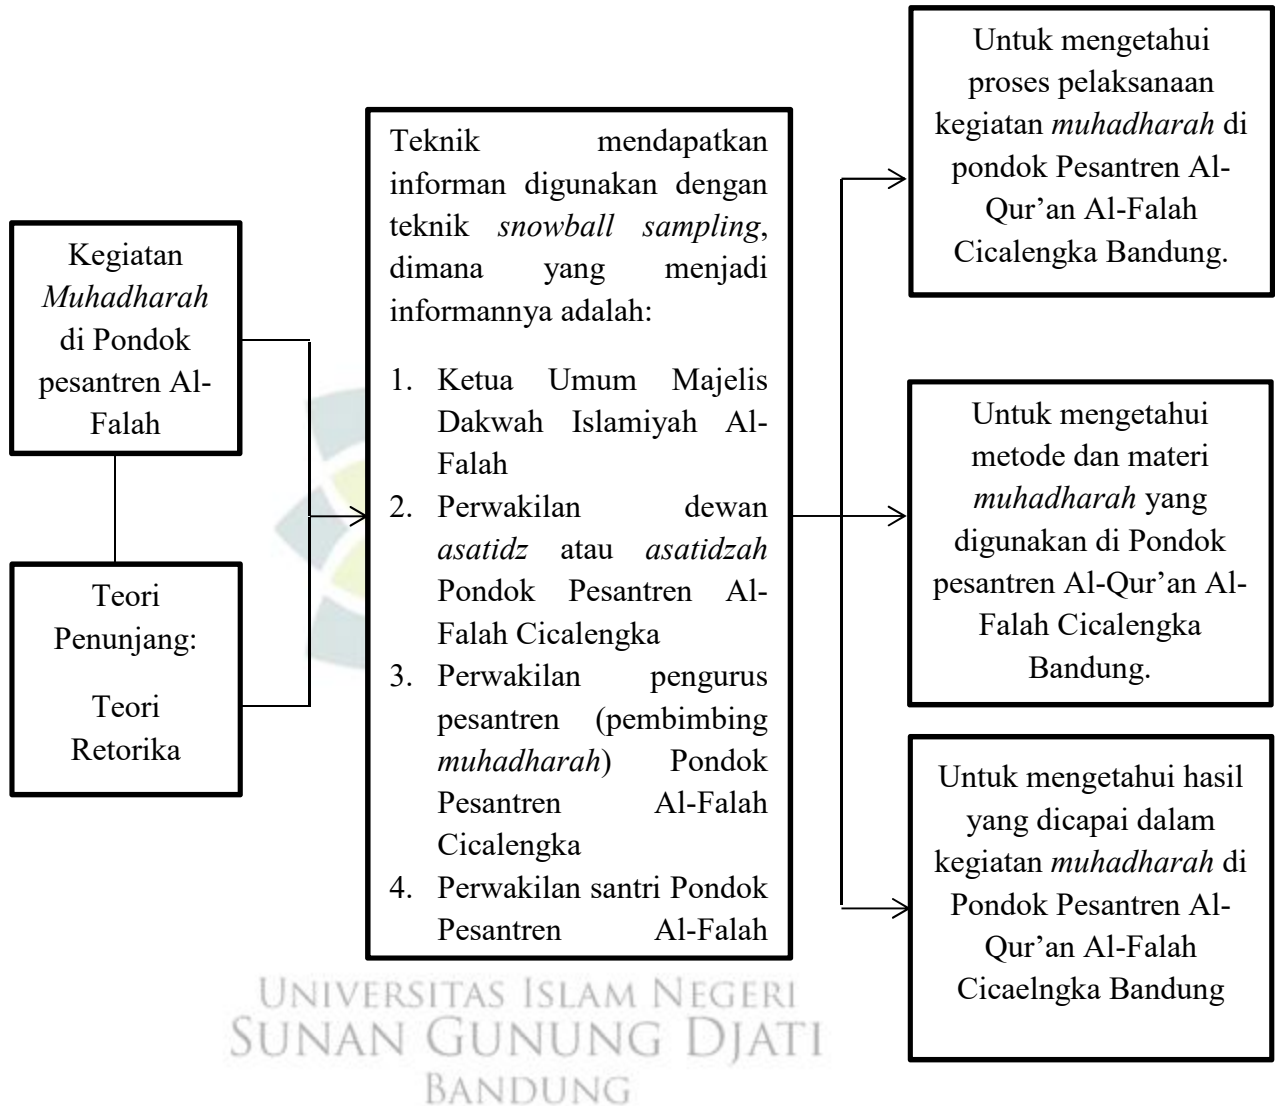 Kegiatan
Muhadharah
di Pondok
pesantren Al-
Falah
Teori
Penunjang:
Teori
Retorika
Teknik mendapatkan
informan digunakan dengan
teknik snowball sampling,
dimana yang menjadi
informannya adalah:
1. Ketua Umum Majelis
Dakwah Islamiyah Al-
Falah
2. Perwakilan dewan
asatidz atau asatidzah
Pondok Pesantren Al-
Falah Cicalengka
3. Perwakilan pengurus
pesantren (pembimbing
muhadharah) Pondok
Pesantren Al-Falah
Cicalengka
4. Perwakilan santri Pondok
Pesantren Al-Falah
Untuk mengetahui
proses pelaksanaan
kegiatan muhadharah di
pondok Pesantren Al-
Qur’an Al-Falah
Cicalengka Bandung.
Untuk mengetahui
metode dan materi
muhadharah yang
digunakan di Pondok
pesantren Al-Qur’an Al-
Falah Cicalengka
Bandung.
Untuk mengetahui hasil
yang dicapai dalam
kegiatan muhadharah di
Pondok Pesantren Al-
Qur’an Al-Falah
Cicaelngka Bandung
UNIVERSITAS ISLAM NEGERI
SUNAN GUNUNG DJATI
BANDUNG